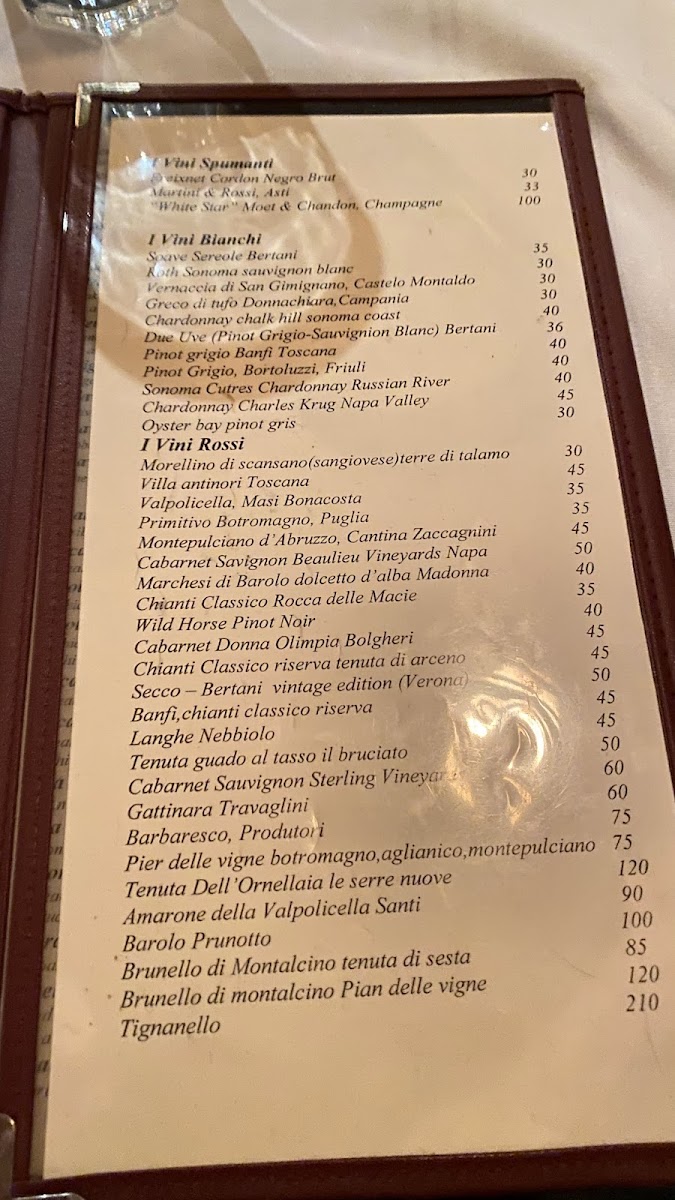 I Vini Spumanti
Freixnet Cordon Negro Brut 30
Martini & Rossi, Asti 33
"White Star" Moet & Chandon, Champagne 100
I Vini Bianchi
Soave Sereole Bertani 35
Koth Sonoma sauvignon blanc 30
Vernaccia di San Gimignano, Castelo Montaldo 30
Greco di tufo Donnachiara,Campania 30
Chardonnay chalk hill sonoma coast 40
Due Uve (Pinot Grigio-Sauvignion Blanc) Bertani 36
Pinot grigio Banfi Toscana 40
Pinot Grigio, Bortoluzzi, Friuli 40
Sonoma Cutres Chardonnay Russian River 40
Chardonnay Charles Krug Napa Valley 45
Oyster bay pinot gris 30
I Vini Rossi
Morellino di scansano(sangiovese)terre di talamo 30
Villa antinori Toscana 45
Valpolicella, Masi Bonacosta 35
Primitivo Botromagno, Puglia 35
Montepulciano d'Abruzzo, Cantina Zaccagnini 45
Cabarnet Savignon Beaulieu Vineyards Napa 50
Marchesi di Barolo dolcetto d'alba Madonna 40
Chianti Classico Rocca delle Macie 35
Wild Horse Pinot Noir 40
Cabarnet Donna Olimpia Bolgheri 45
Chianti Classico riserva tenuta di arceno 45
Secco – Bertani vintage edition (Verona) 50
Banfi,chianti classico riserva 45
Langhe Nebbiolo 45
Tenuta guado al tasso il bruciato 50
Cabarnet Sauvignon Sterling Vineyards 60
Gattinara Travaglini 60
Barbaresco, Produtori 75
Pier delle vigne botromagno,aglianico,montepulciano 75
Tenuta Dell'Ornellaia le serre nuove 120
Amarone della Valpolicella Santi 90
Barolo Prunotto 100
Brunello di Montalcino tenuta di sesta 85
Brunello di montalcino Pian delle vigne 120
Tignanello 210